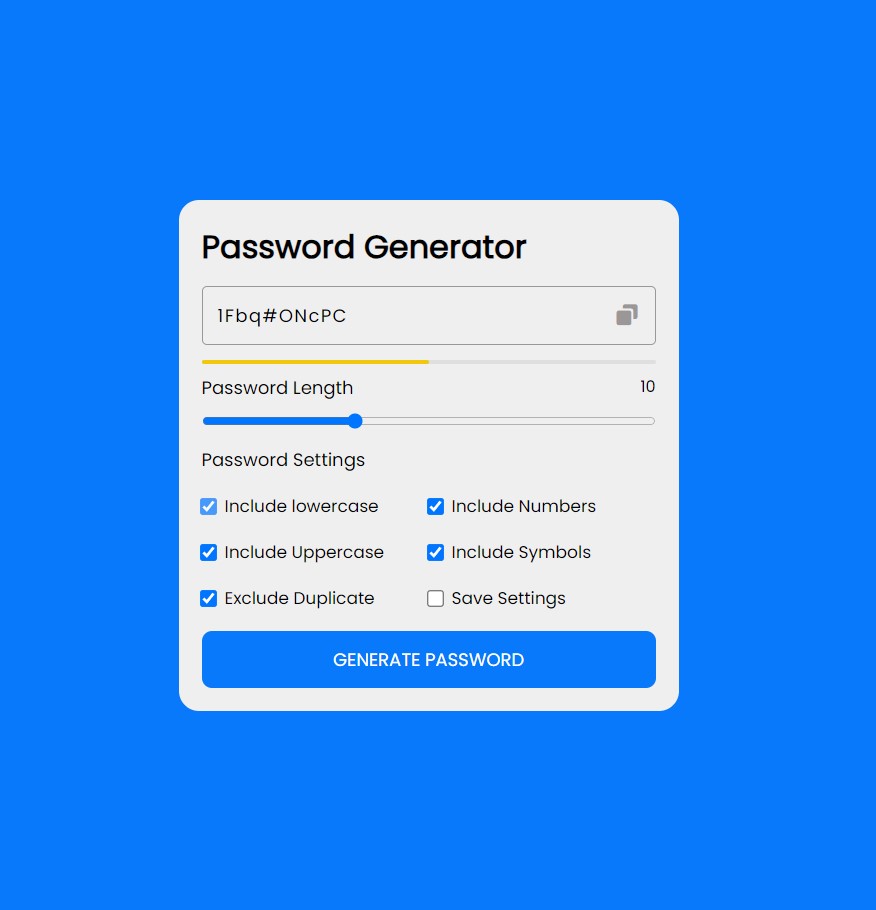 Password Generator
1Fbq#ONcPC
Password Length 10
Password Settings
Include lowercase Include Numbers
Include Uppercase Include Symbols
Exclude Duplicate Save Settings
GENERATE PASSWORD